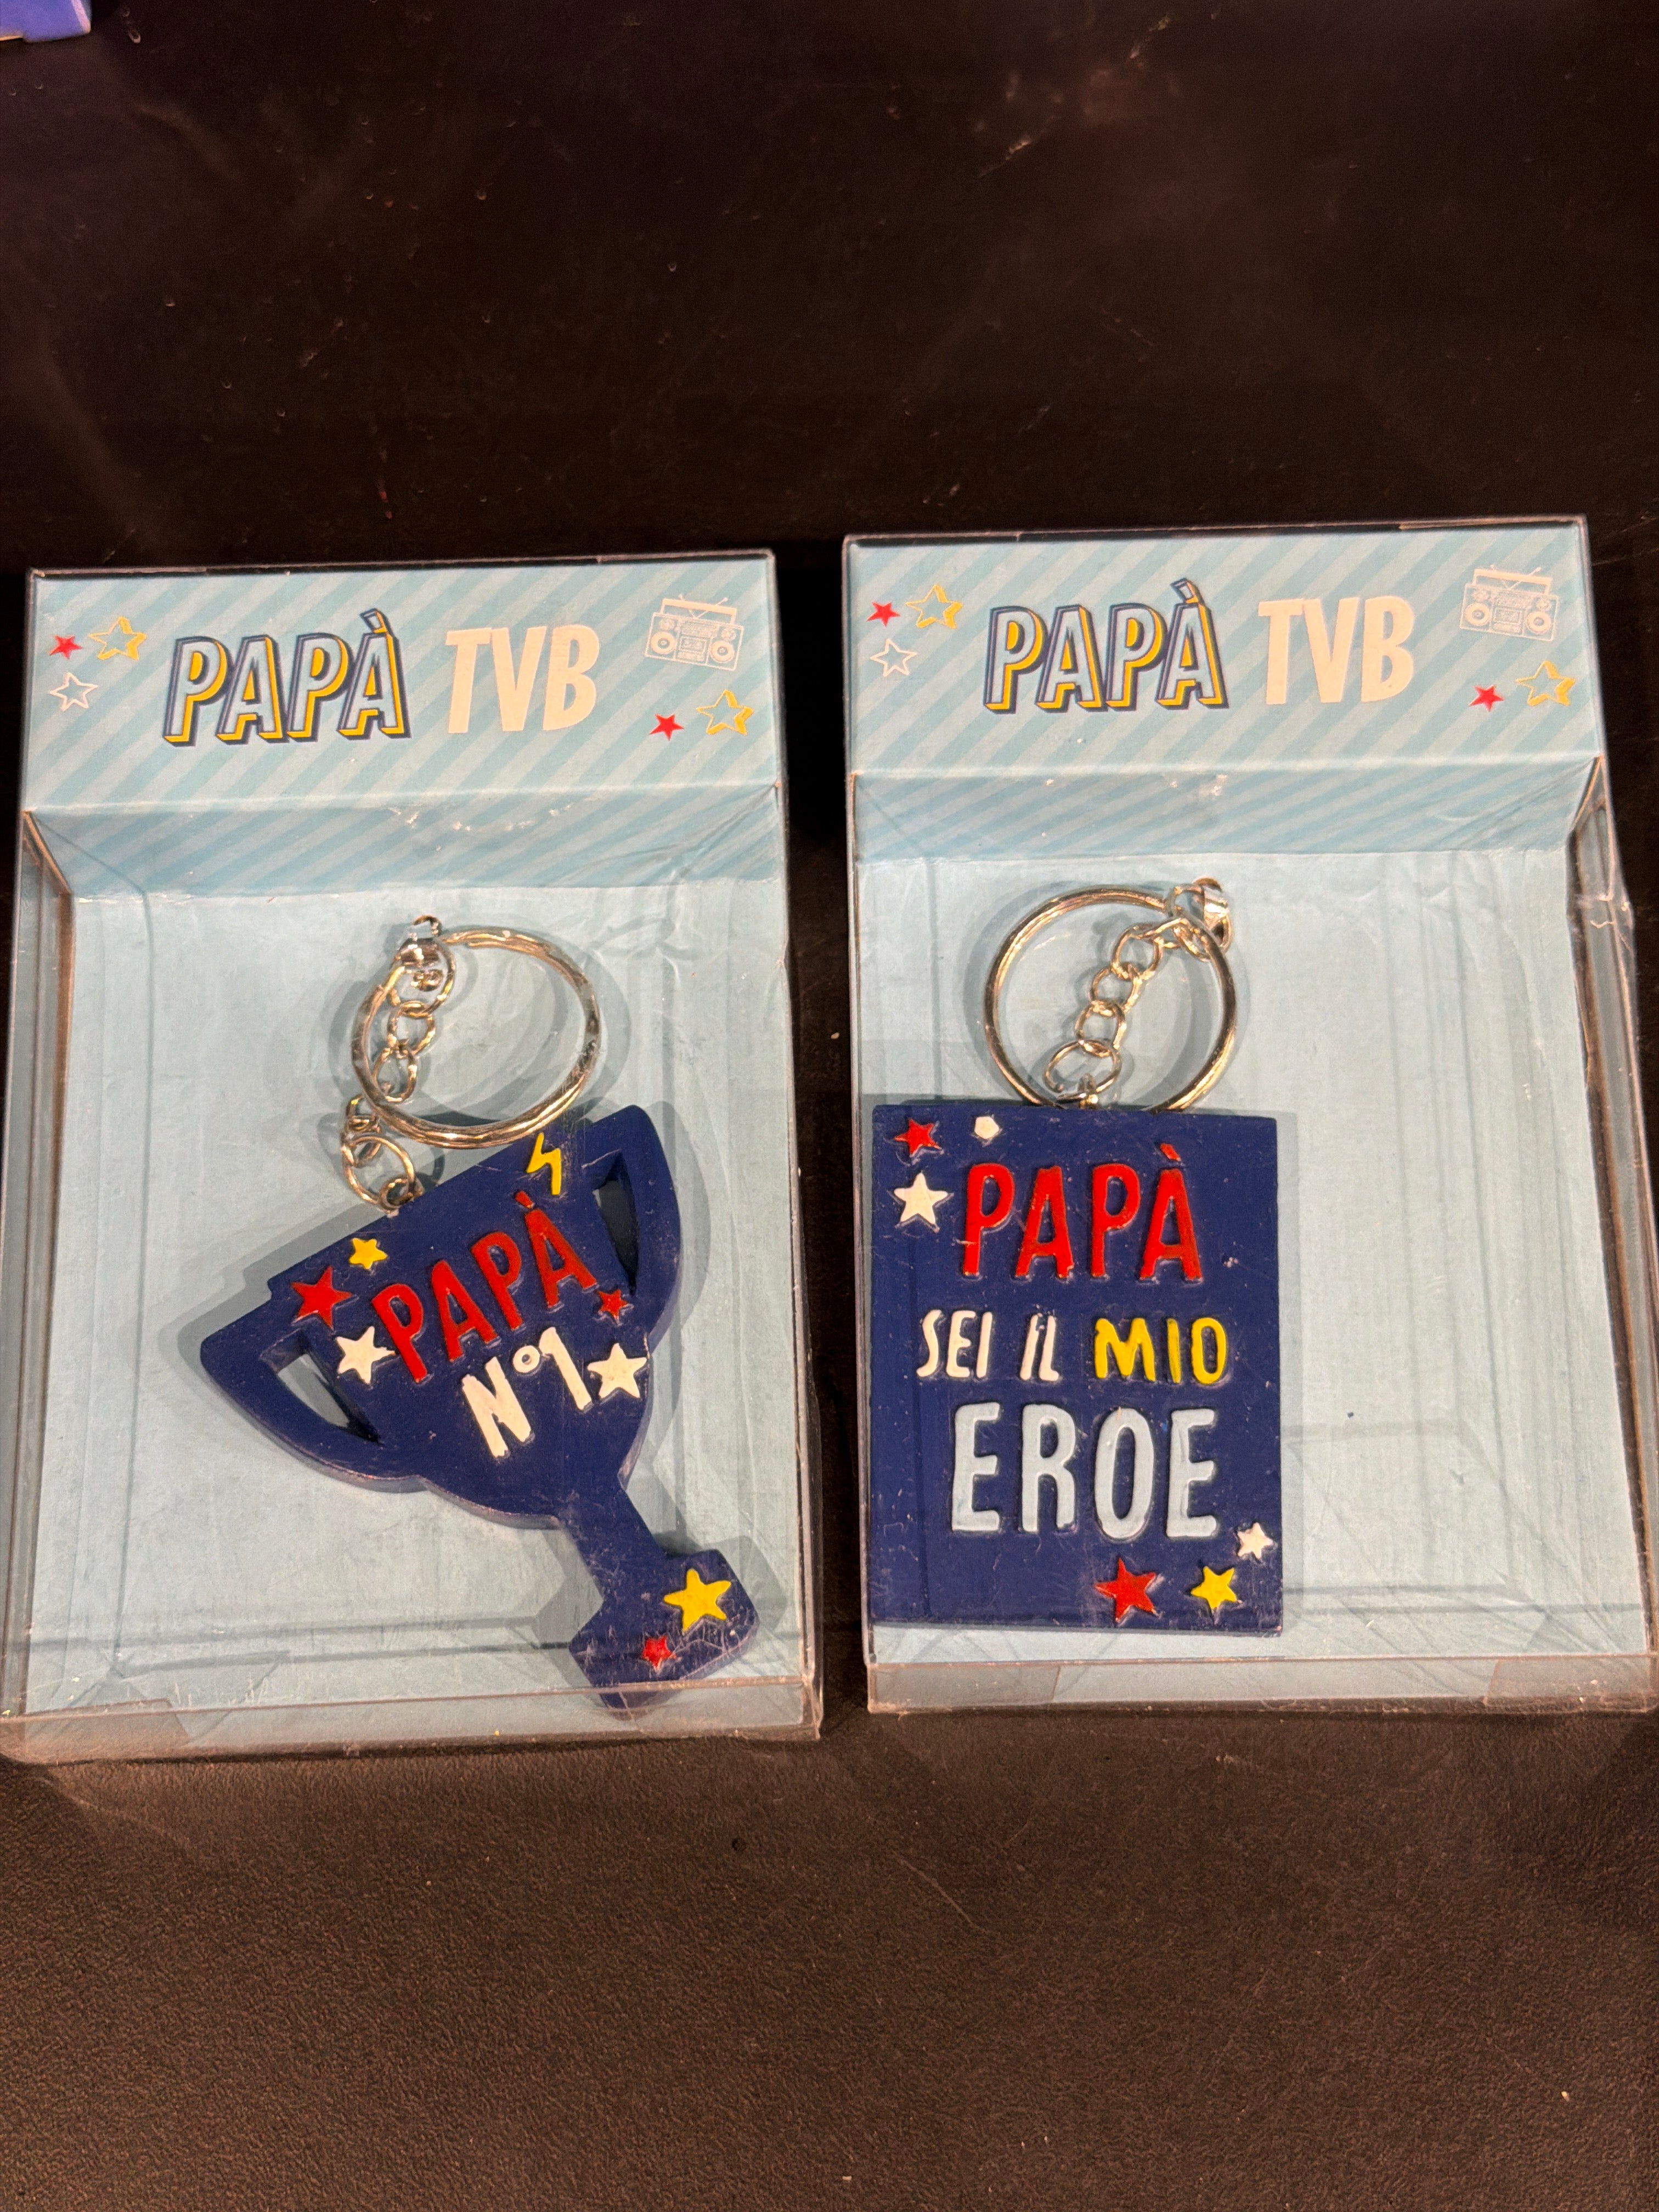 PAPÀ TVB
PAPÀ
N°1
PAPÀ TVB
PAPÀ
SEI IL MIO
EROE